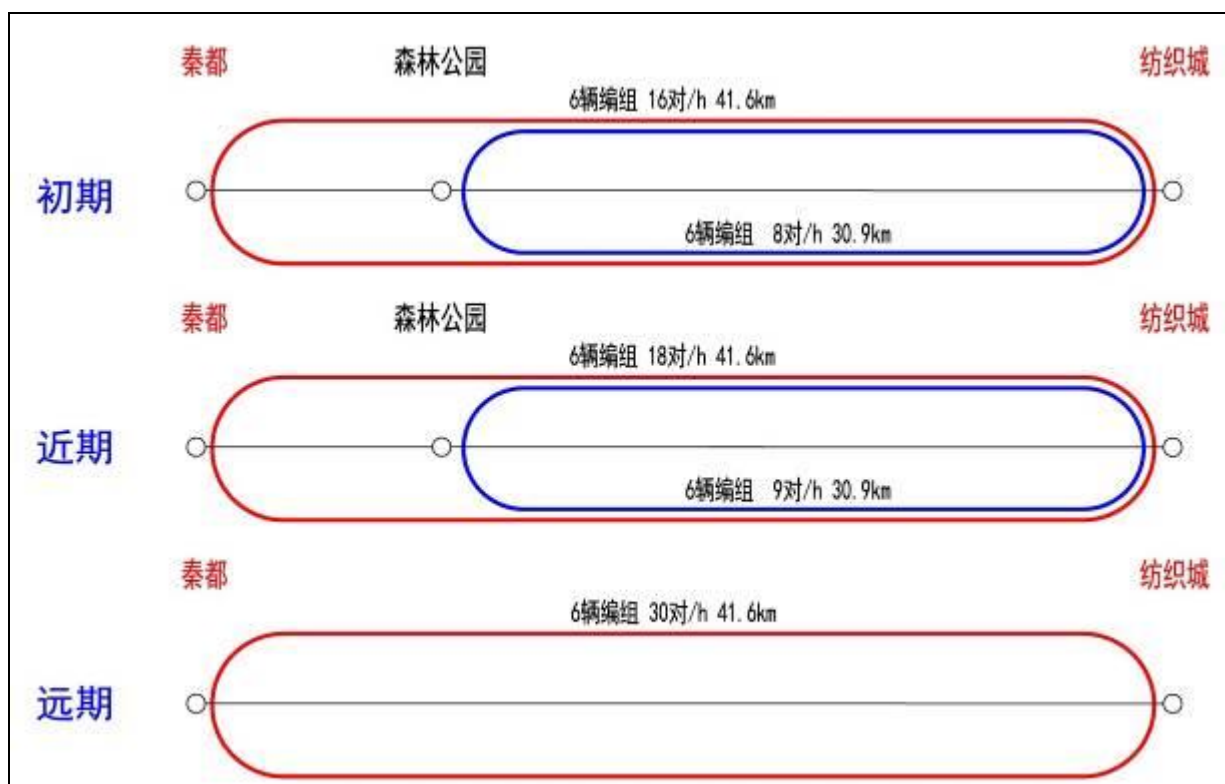 秦都 森林公园 纺织城
6辆编组 16对/h 41.6km
初期
6辆编组 8对/h 30.9km
秦都 森林公园 纺织城
6辆编组 18对/h 41.6km
近期
6辆编组 9对/h 30.9km
秦都 纺织城
6辆编组 30对/h 41.6km
远期